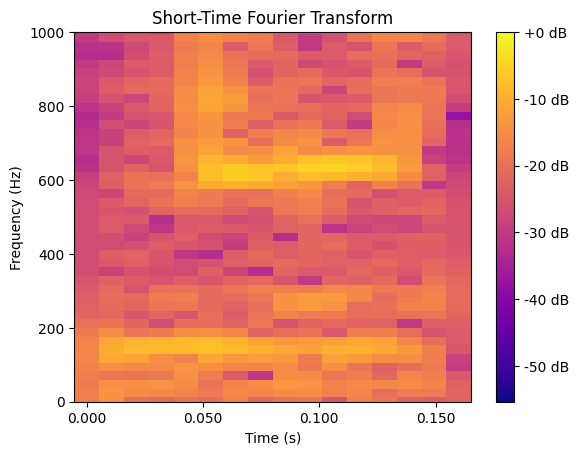 Short-Time Fourier Transform
1000
800
600
400
200
0
Frequency (Hz)
0.000
0.050
0.100
0.150
Time (s)
+0 dB
-10 dB
-20 dB
-30 dB
-40 dB
-50 dB